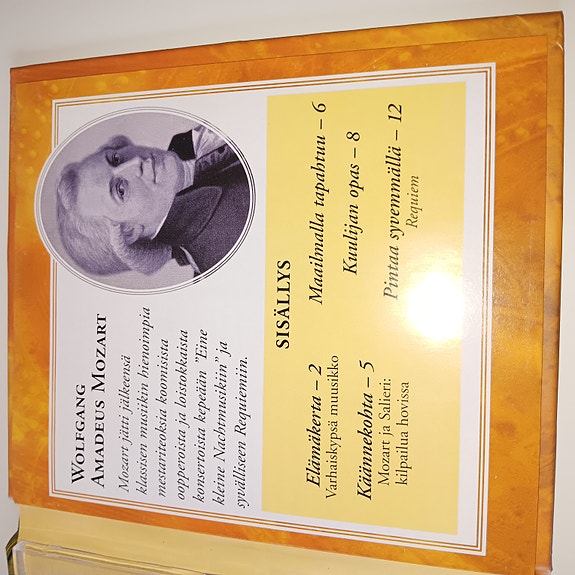 WOLFGANG
AMADEUS MOZART
Mozart jätti jälkeensä
klassisen musiikin hienoimpia
mestariteoksia koomisista
oopperoista ja loistokkaista
konsertoista kepeään "Eine
kleine Nachtmusikiin" ja
syvälliseen Requiemiin.
SISÄLLYS
Elämäkerta – 2
Varhaiskypsä muusikko
Käännekohta – 5
Mozart ja Salieri:
kilpailua hovissa
Maailmalla tapahtuu – 6
Kuulijan opas – 8
Pintaa syvemmällä – 12
Requiem